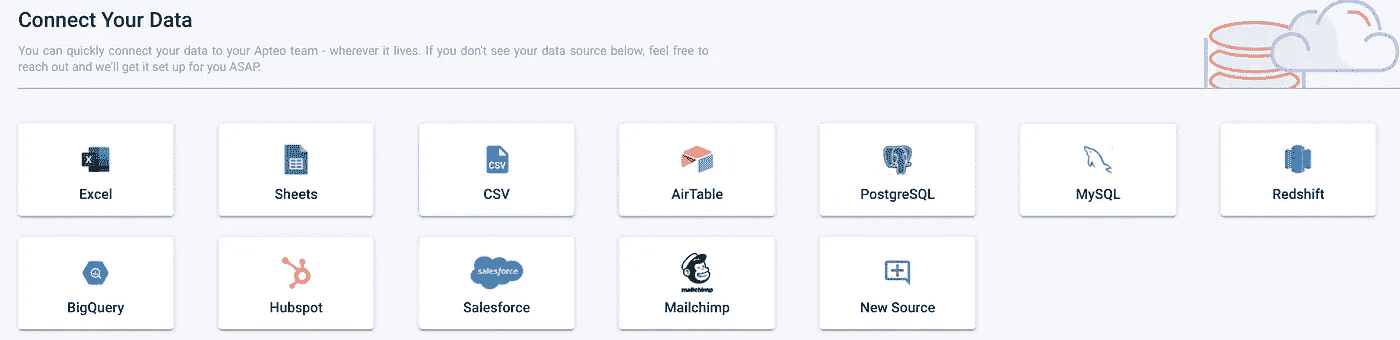 Connect Your Data
You can quickly connect your data to your Apteo team - wherever it lives. If you don't see your data source below, feel free to
reach out and we'll get it set up for you ASAP.
X
CSV
Excel
Sheets
CSV
AirTable
PostgreSQL
MySQL
Redshift
salesforce
mailchimp
BigQuery
Hubspot
Salesforce
Mailchimp
New Source